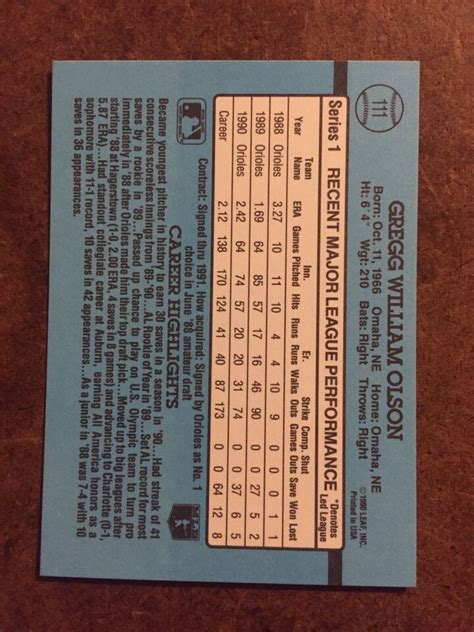 111
GREGG WILLIAM OLSON
Born: Oct. 11, 1966 Omaha, NE Home: Omaha, NE
Ht: 6' 4" Wgt: 210 Bats: Right Throws: Right
©1990 LEAF, INC.
Printed in USA
Series 1 RECENT MAJOR LEAGUE PERFORMANCE *Denotes
Led League
Team Inn. Er. Strike Comp. Shut
Year Name ERA Games Pitched Hits Runs Runs Walks Outs Games Outs Save Won Lost
1988 Orioles 3.27 10 11 10 4 4 10 9 0 0 0 1 1
1989 Orioles 1.69 64 85 57 17 16 46 90 0 0 27 5 2
1990 Orioles 2.42 64 74 57 20 20 31 74 0 0 37 6 5
Career 2.12 138 170 124 41 40 87 173 0 0 64 12 8
Contract: Signed thru 1991. How acquired: Signed by Orioles as No. 1
choice in June '88 amateur draft
CAREER HIGHLIGHTS
Became youngest pitcher in history to earn 30 saves in a season in '90...Had streak of 41
consecutive scoreless innings from '89-'90...AL Rookie of Year in '89...Set AL record for most
saves by a rookie in '89...Passed up chance to play on U.S. Olympic team to turn pro
immediately in '88 after Orioles made him their top draft pick...Moved up to big leagues after
starting '88 at Hagerstown (1-0, 2.00 ERA, 4 saves in 8 games) and advancing to Charlotte (0-1,
5.87 ERA)...Had standout collegiate career at Auburn, earning All America honors as a
sophomore with 11-1 record, 10 saves in 42 appearances...As a junior in '88 was 7-4 with 10
saves in 36 appearances.